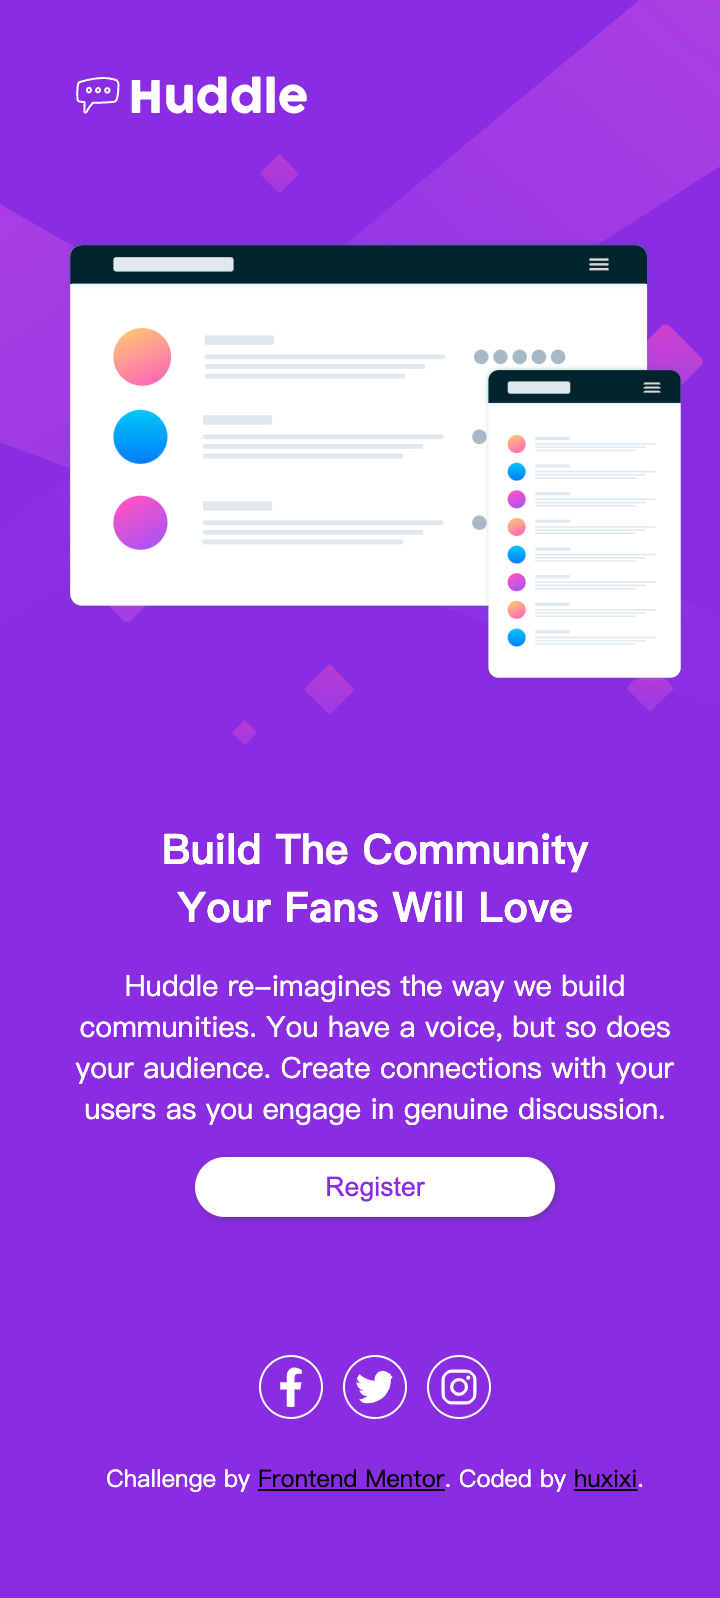 Huddle
Build The Community
Your Fans Will Love
Huddle re-imagines the way we build
communities. You have a voice, but so does
your audience. Create connections with your
users as you engage in genuine discussion.
Register
Challenge by Frontend Mentor. Coded by huxixi.